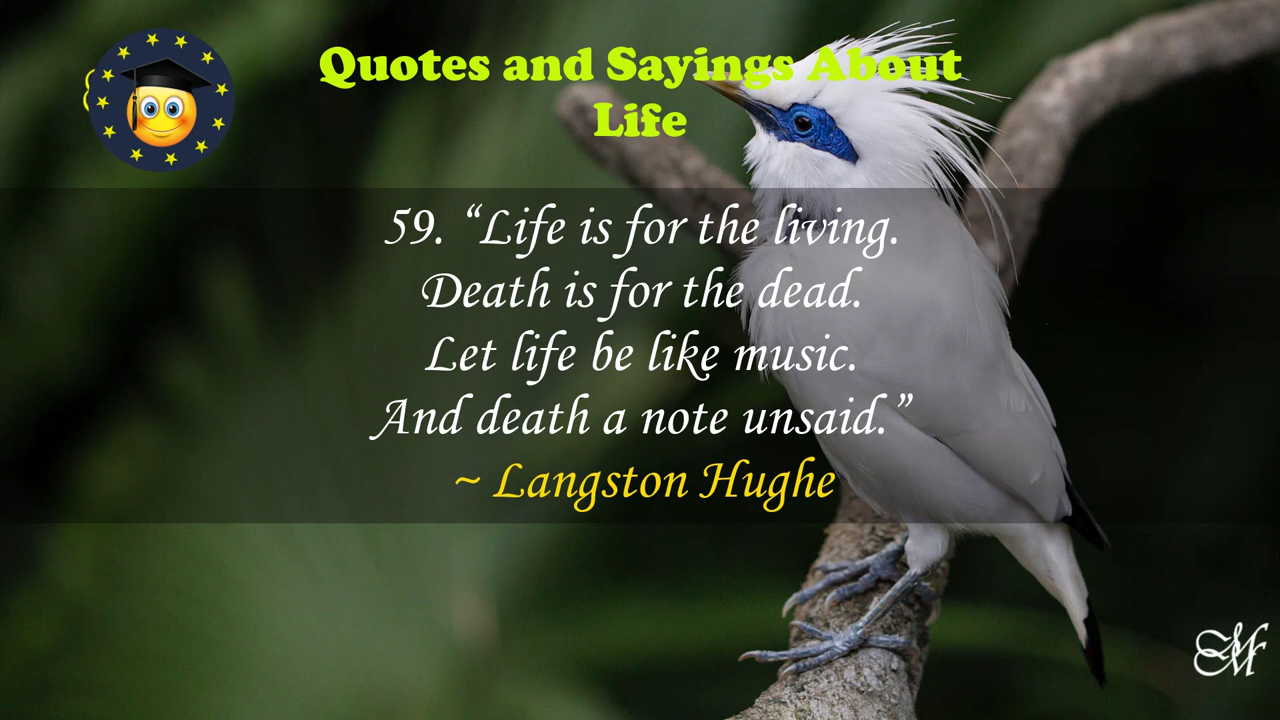 Quotes and Sayings About
Life
59. “Life is for the living.
Death is for the dead.
Let life be like music.
And death a note unsaid.”
~ Langston Hughe